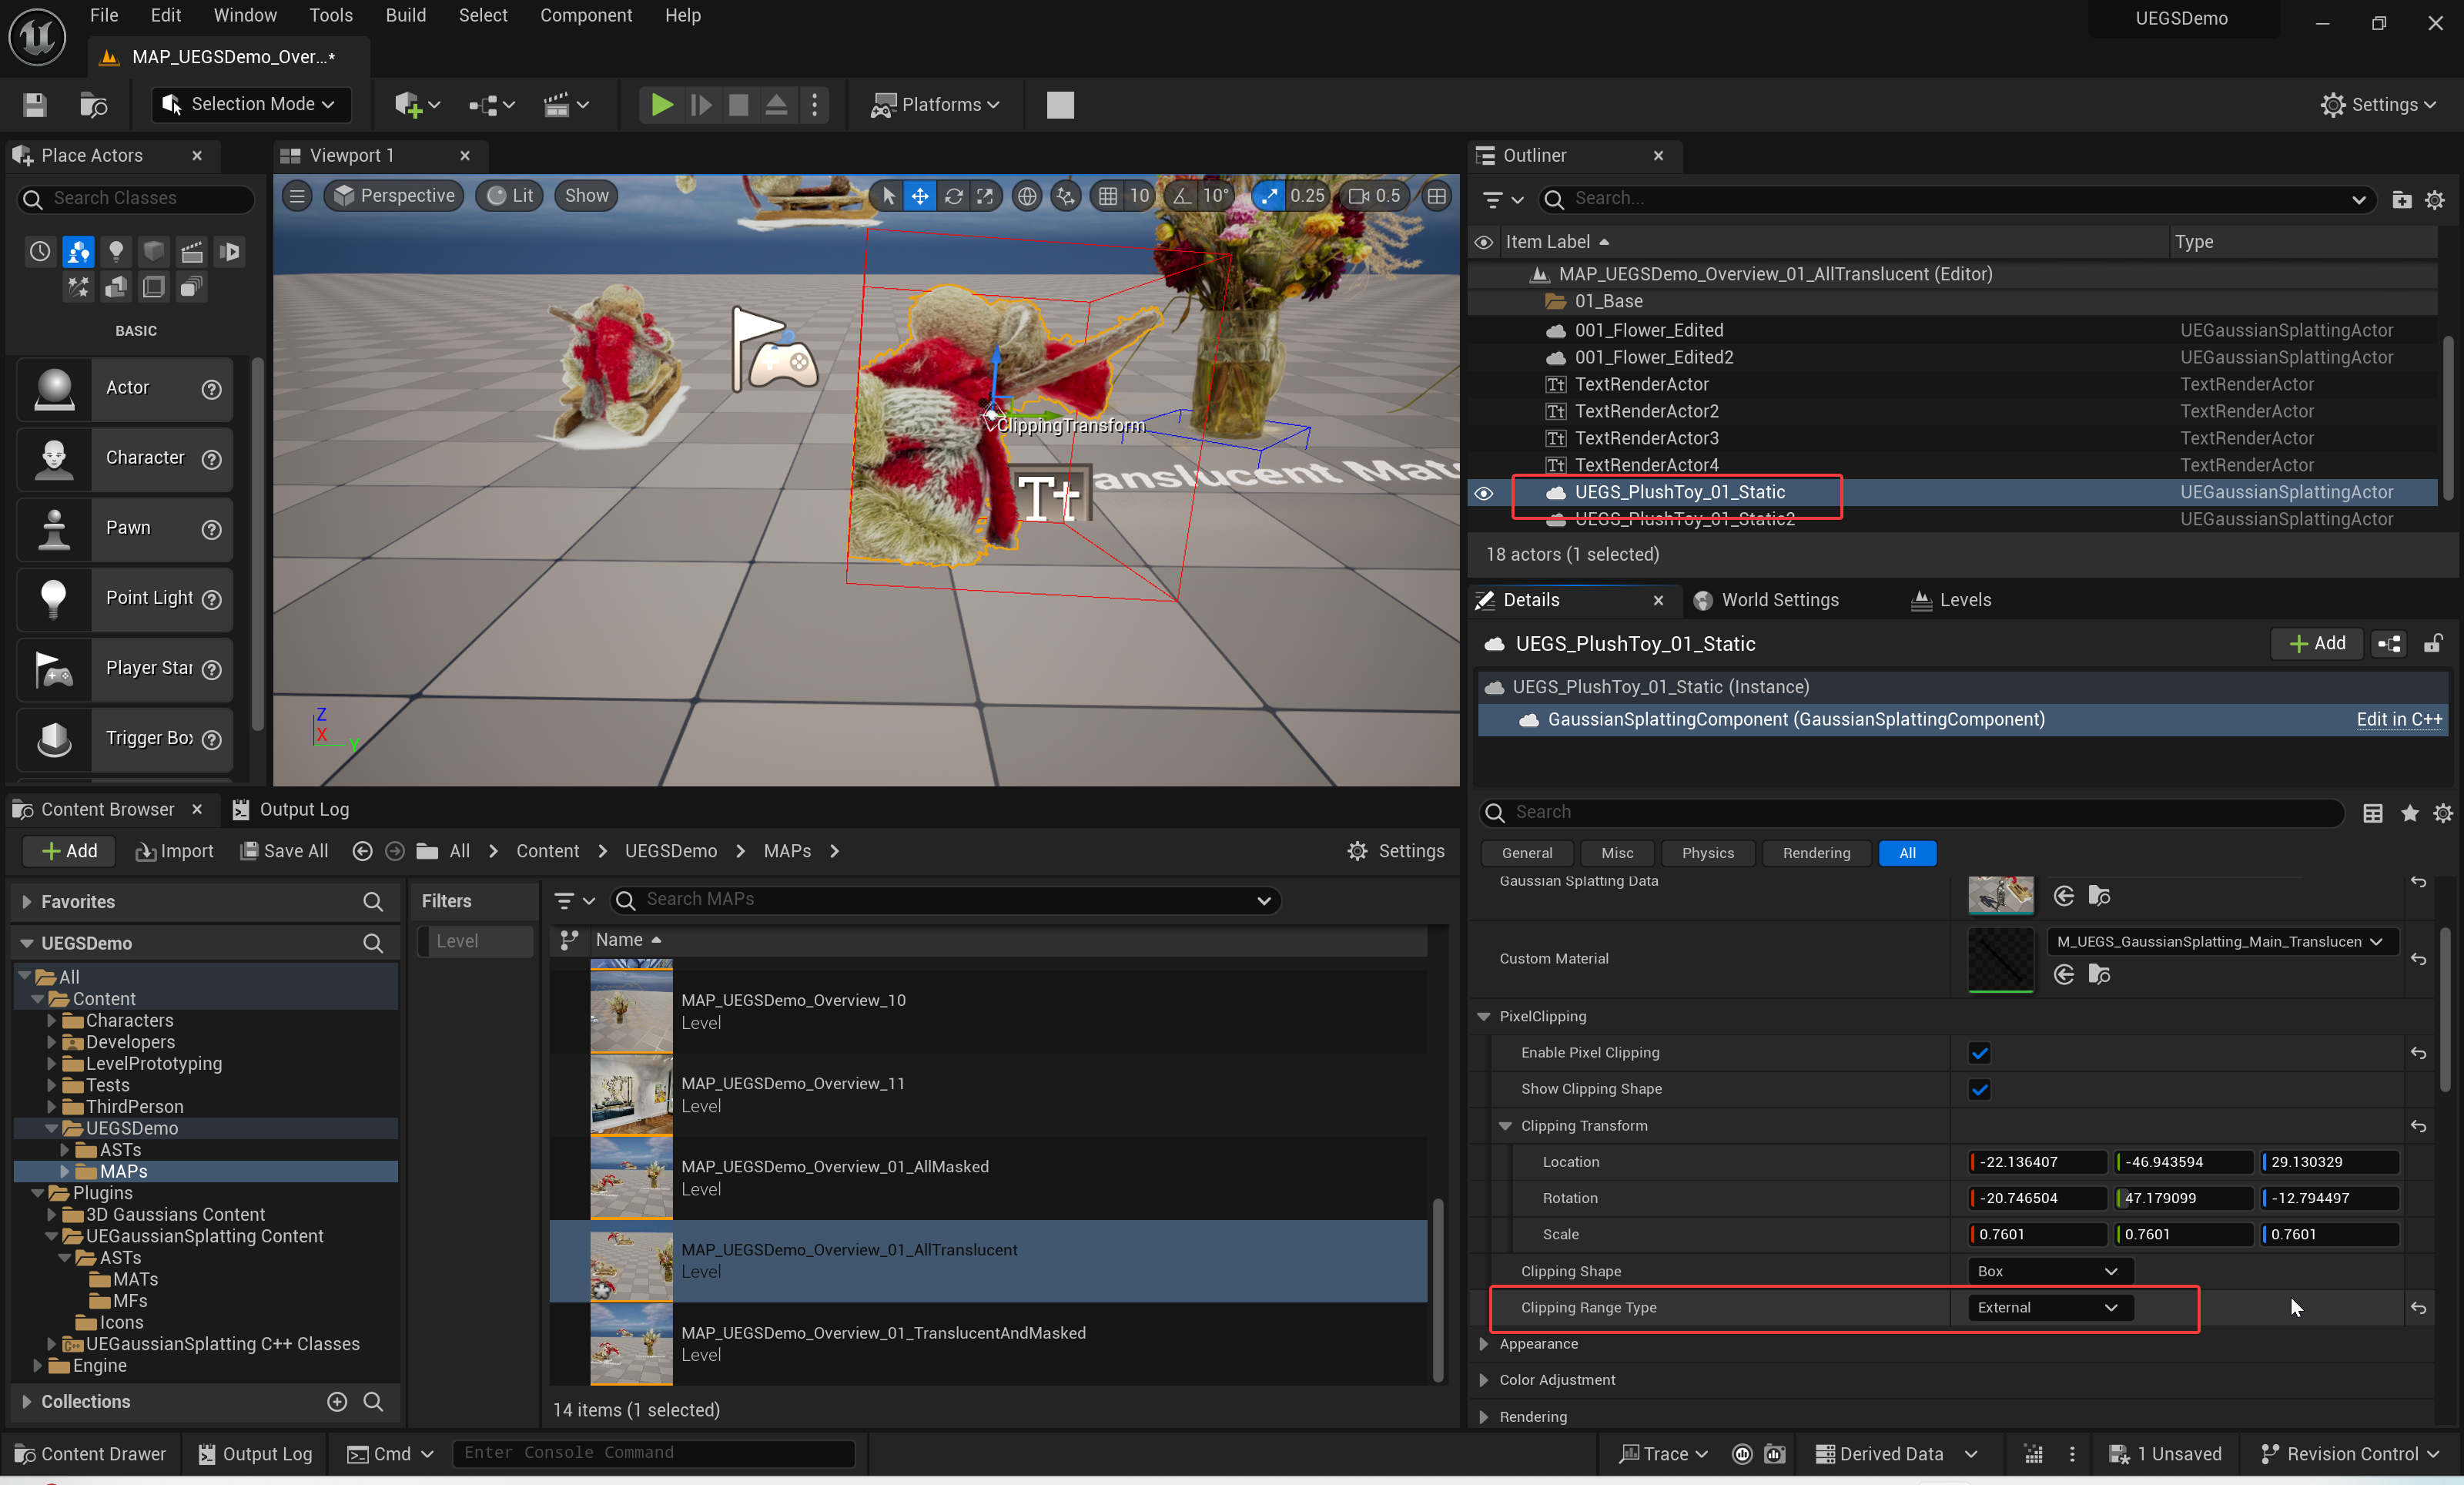 File Edit Window Tools Build Select Component Help
UEGSDemo
MAP_UEGSDemo_Over...*
Selection Mode
Platforms
Settings
Place Actors
Search Classes
BASIC
Actor
Character
Pawn
Point Light
Player Star
Trigger Bo
Viewport 1
Perspective Lit Show
10 10° 0.25 0.5
ClippingTransform
Tt
anslucent Mat
Z
X
Y
Outliner
Search...
Item Label Type
MAP_UEGSDemo_Overview_01_AllTranslucent (Editor)
01_Base
001_Flower_Edited UEGaussianSplattingActor
001_Flower_Edited2 UEGaussianSplattingActor
Tt TextRenderActor TextRenderActor
Tt TextRenderActor2 TextRenderActor
Tt TextRenderActor3 TextRenderActor
Tt TextRenderActor4 TextRenderActor
UEGS_PlushToy_01_Static UEGaussianSplattingActor
UEGS_PlushToy_01_Static2 UEGaussianSplattingActor
18 actors (1 selected)
Details World Settings Levels
UEGS_PlushToy_01_Static
Add
UEGS_PlushToy_01_Static (Instance)
GaussianSplattingComponent (GaussianSplattingComponent) Edit in C++
Search
General Misc Physics Rendering All
Gaussian Splatting Data
Custom Material M_UEGS_GaussianSplatting_Main_Translucen
PixelClipping
Enable Pixel Clipping
Show Clipping Shape
Clipping Transform
Location -22.136407 -46.943594 29.130329
Rotation -20.746504 47.179099 -12.794497
Scale 0.7601 0.7601 0.7601
Clipping Shape Box
Clipping Range Type External
Appearance
Color Adjustment
Rendering
Content Browser Output Log
Add Import Save All All > Content > UEGSDemo > MAPs > Settings
Favorites
UEGSDemo
All
Content
Characters
Developers
LevelPrototyping
Tests
ThirdPerson
UEGSDemo
ASTs
MAPs
Plugins
3D Gaussians Content
UEGaussianSplatting Content
ASTs
MATs
MFs
Icons
C++ UEGaussianSplatting C++ Classes
Engine
Collections
Filters
Level
Search MAPs
Name
MAP_UEGSDemo_Overview_10
Level
MAP_UEGSDemo_Overview_11
Level
MAP_UEGSDemo_Overview_01_AllMasked
Level
MAP_UEGSDemo_Overview_01_AllTranslucent
Level
MAP_UEGSDemo_Overview_01_TranslucentAndMasked
Level
14 items (1 selected)
Content Drawer Output Log Cmd Enter Console Command Trace Derived Data 1 Unsaved Revision Control